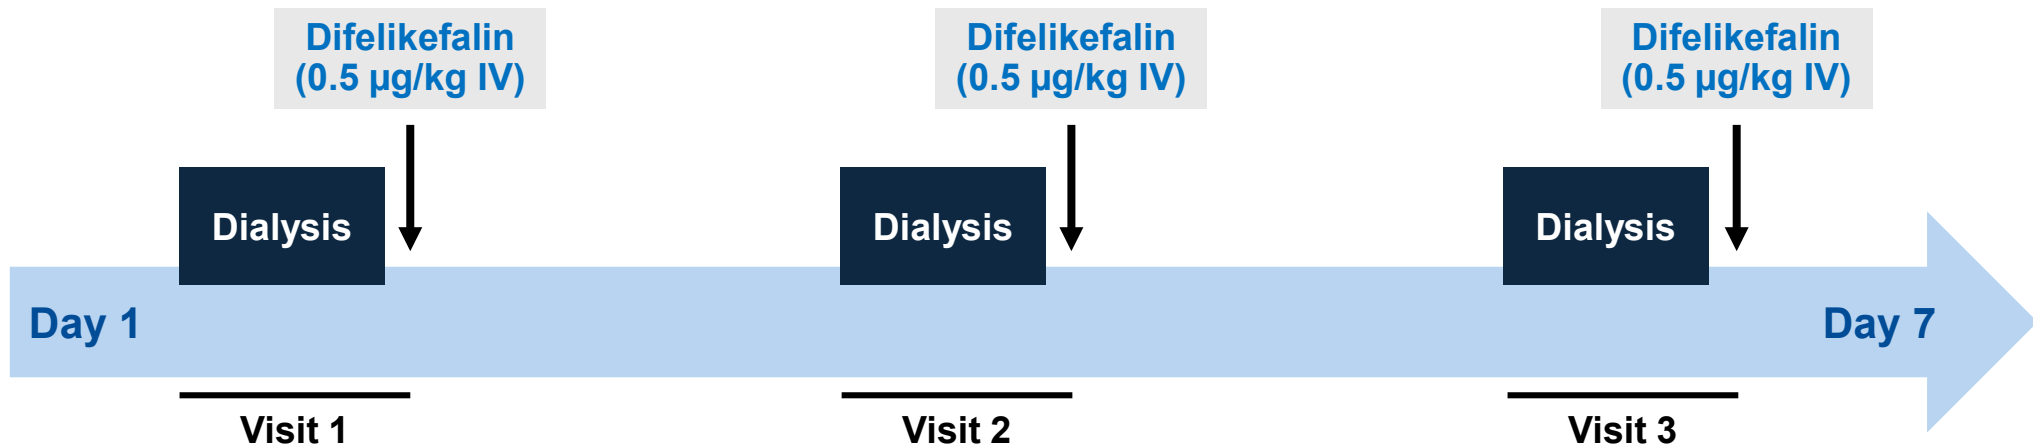 Difelikefalin
(0.5 µg/kg IV)
Difelikefalin
(0.5 µg/kg IV)
Difelikefalin
(0.5 µg/kg IV)
Dialysis
Dialysis
Dialysis
Day 1
Day 7
Visit 1
Visit 2
Visit 3